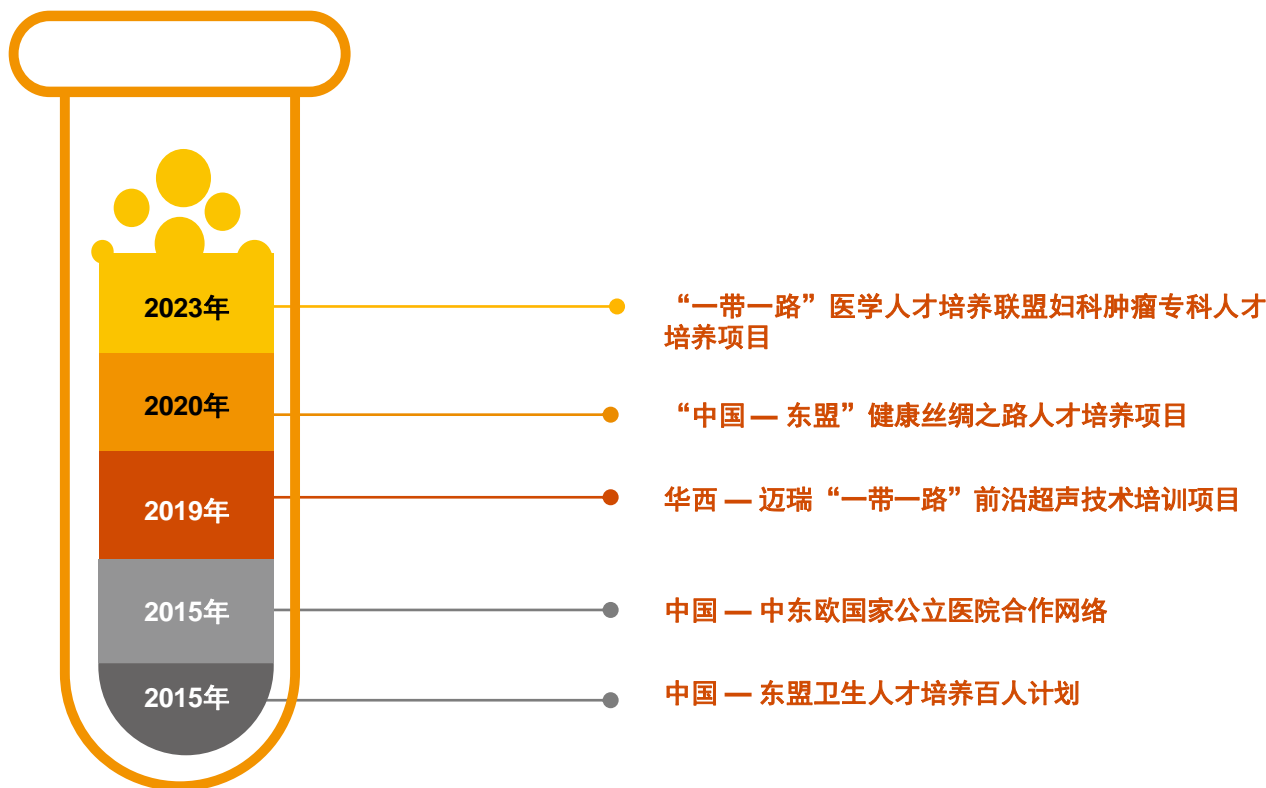 2023年
“一带一路”医学人才培养联盟妇科肿瘤专科人才
培养项目
2020年
“中国 — 东盟”健康丝绸之路人才培养项目
2019年
华西 — 迈瑞“一带一路”前沿超声技术培训项目
2015年
中国 — 中东欧国家公立医院合作网络
2015年
中国 — 东盟卫生人才培养百人计划